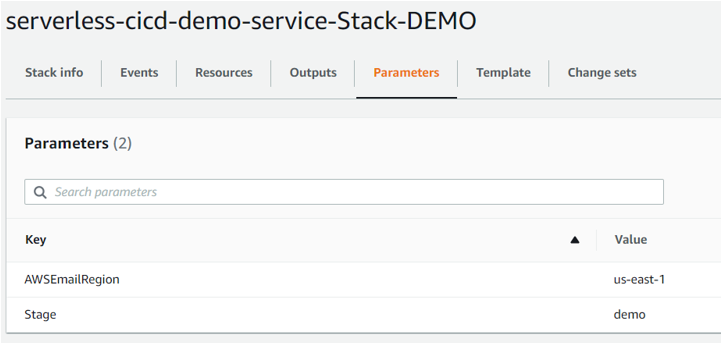 serverless-cicd-demo-service-Stack-DEMO
Stack info Events Resources Outputs Parameters Template Change sets
Parameters (2)
Search parameters
Key Value
AWSEmailRegion us-east-1
Stage demo